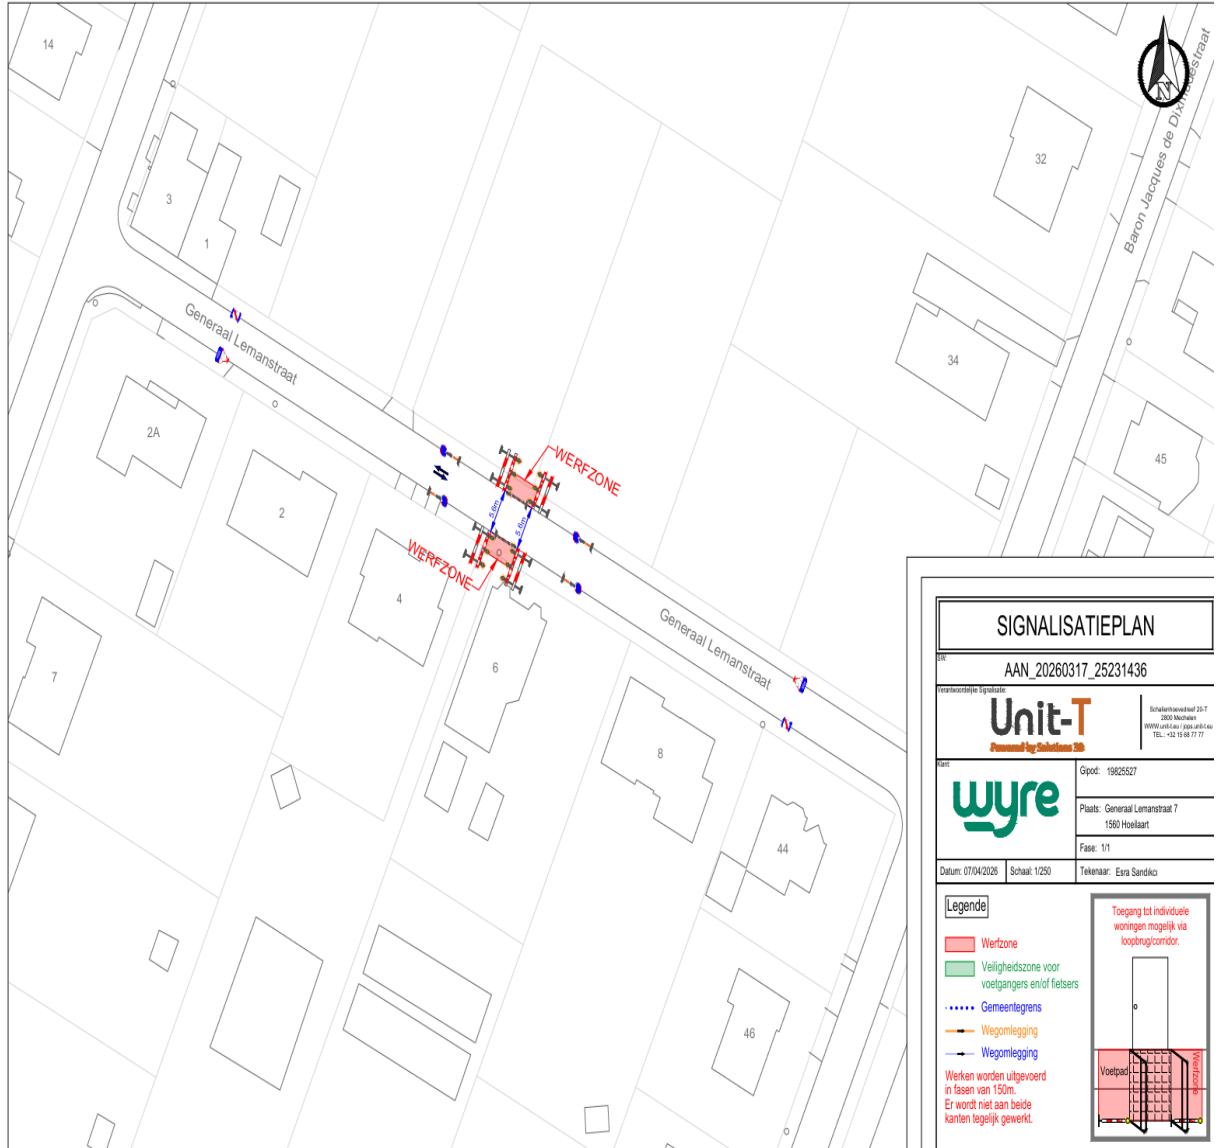 14
3
1
32
34
45
Baron Jacques de Dixmudestraat
N
Generaal Lemanstraat
2A
2
4
6
7
8
44
46
WERFZONE
5.6m
5.6m
WERFZONE
Generaal Lemanstraat
SIGNALISATIEPLAN
AAN_20260317_25231436
Verantwoordelijke Signalisatie:
Unit-T
Powered by Solutions 30
2800 Mechelen
TEL.: +32 15 68 77 77
Klant:
wyre
Gipod: 19825527
Plaats: Generaal Lemanstraat 7
1560 Hoeilaart
Fase: 1/1
Datum: 07/04/2026
Schaal: 1/250
Tekenaar: Esra Sandıkcı
Legende
Werfzone
Veiligheidszone voor
voetgangers en/of fietsers
Gemeentegrens
Wegomlegging
Wegomlegging
Werken worden uitgevoerd
in fasen van 150m.
Er wordt niet aan beide
kanten tegelijk gewerkt.
Toegang tot individuele
woningen mogelijk via
loopbrug/corridor.
Voetpad
Werfzone